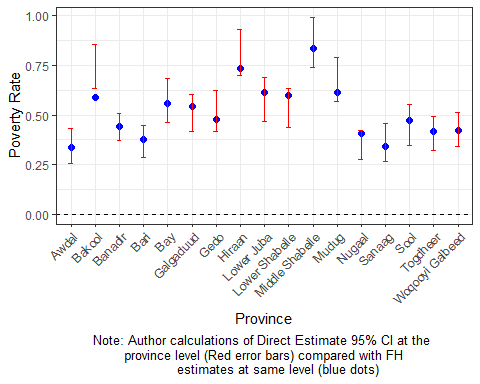 1.00
0.75
0.50
0.25
0.00
Poverty Rate
Awdal
Bakool
Banadir
Bari
Bay
Galgaduud
Gedo
Hiraan
Lower Juba
Lower Shabelle
Middle Shabelle
Mudug
Nugaal
Sanaag
Sool
Togdheer
Woqooyi Galbeed
Province
Note: Author calculations of Direct Estimate 95% CI at the
province level (Red error bars) compared with FH
estimates at same level (blue dots)